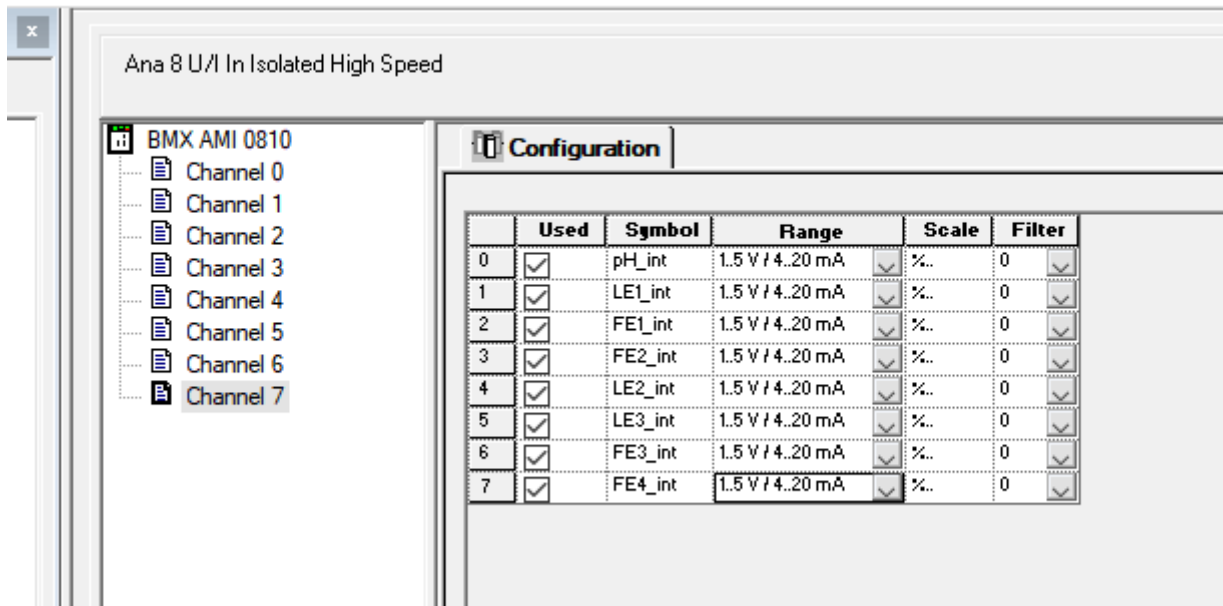 x
Ana 8 U/I In Isolated High Speed
BMX AMI 0810
Channel 0
Channel 1
Channel 2
Channel 3
Channel 4
Channel 5
Channel 6
Channel 7
Configuration
Used Symbol Range Scale Filter
0 pH_int 1..5 V / 4..20 mA %.. 0
1 LE1_int 1..5 V / 4..20 mA %.. 0
2 FE1_int 1..5 V / 4..20 mA %.. 0
3 FE2_int 1..5 V / 4..20 mA %.. 0
4 LE2_int 1..5 V / 4..20 mA %.. 0
5 LE3_int 1..5 V / 4..20 mA %.. 0
6 FE3_int 1..5 V / 4..20 mA %.. 0
7 FE4_int 1..5 V / 4..20 mA %.. 0